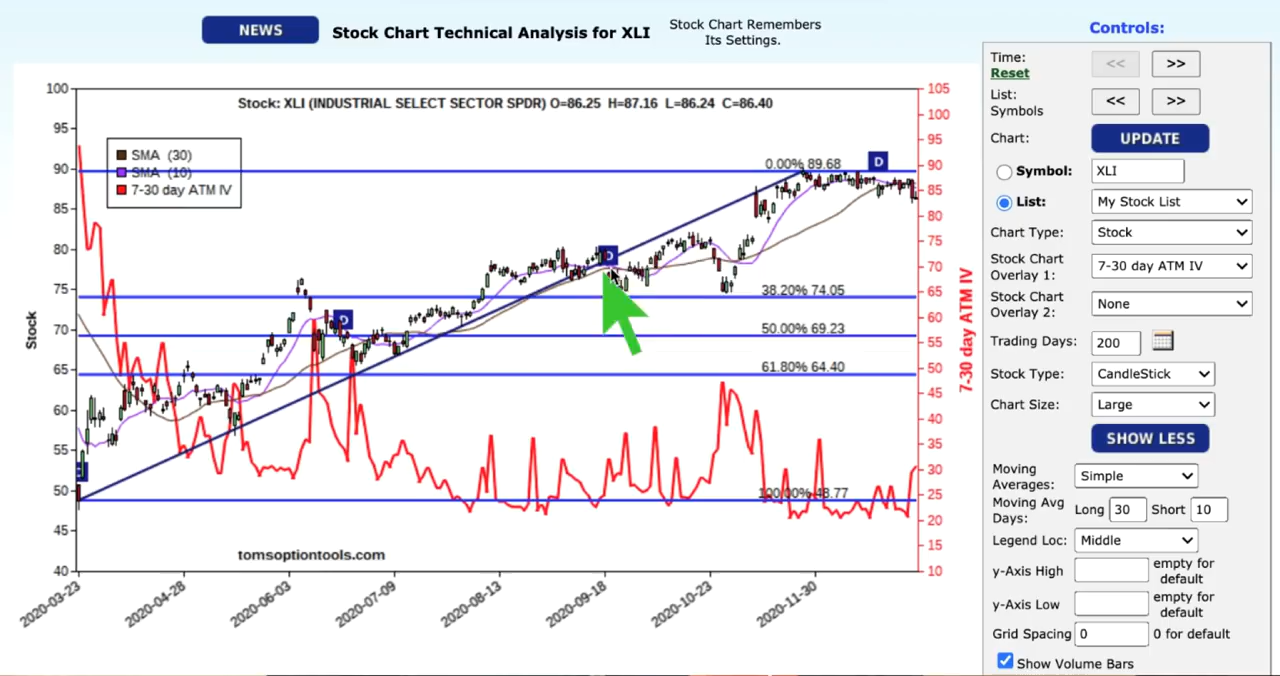 NEWS
Stock Chart Technical Analysis for XLI
Stock Chart Remembers
Its Settings.
Stock: XLI (INDUSTRIAL SELECT SECTOR SPDR) O=86.25 H=87.16 L=86.24 C=86.40
SMA (30)
SMA (10)
7-30 day ATM IV
100
95
90
85
80
75
70
65
60
55
50
45
40
Stock
0.00% 89.68
D
D
D
38.20% 74.05
50.00% 69.23
61.80% 64.40
100.00% 48.77
tomsoptiontools.com
105
100
95
90
85
80
75
70
65
60
55
50
45
40
35
30
25
20
15
10
7-30 day ATM IV
2020-03-23
2020-04-28
2020-06-03
2020-07-09
2020-08-13
2020-09-18
2020-10-23
2020-11-30
Controls:
Time:
Reset
<< >>
List:
Symbols
<< >>
Chart: UPDATE
Symbol: XLI
List: My Stock List
Chart Type: Stock
Stock Chart
Overlay 1:
7-30 day ATM IV
Stock Chart
Overlay 2:
None
Trading Days: 200
Stock Type: CandleStick
Chart Size: Large
SHOW LESS
Moving
Averages:
Simple
Moving Avg
Days:
Long 30 Short 10
Legend Loc: Middle
y-Axis High
empty for
default
y-Axis Low
empty for
default
Grid Spacing 0 0 for default
Show Volume Bars